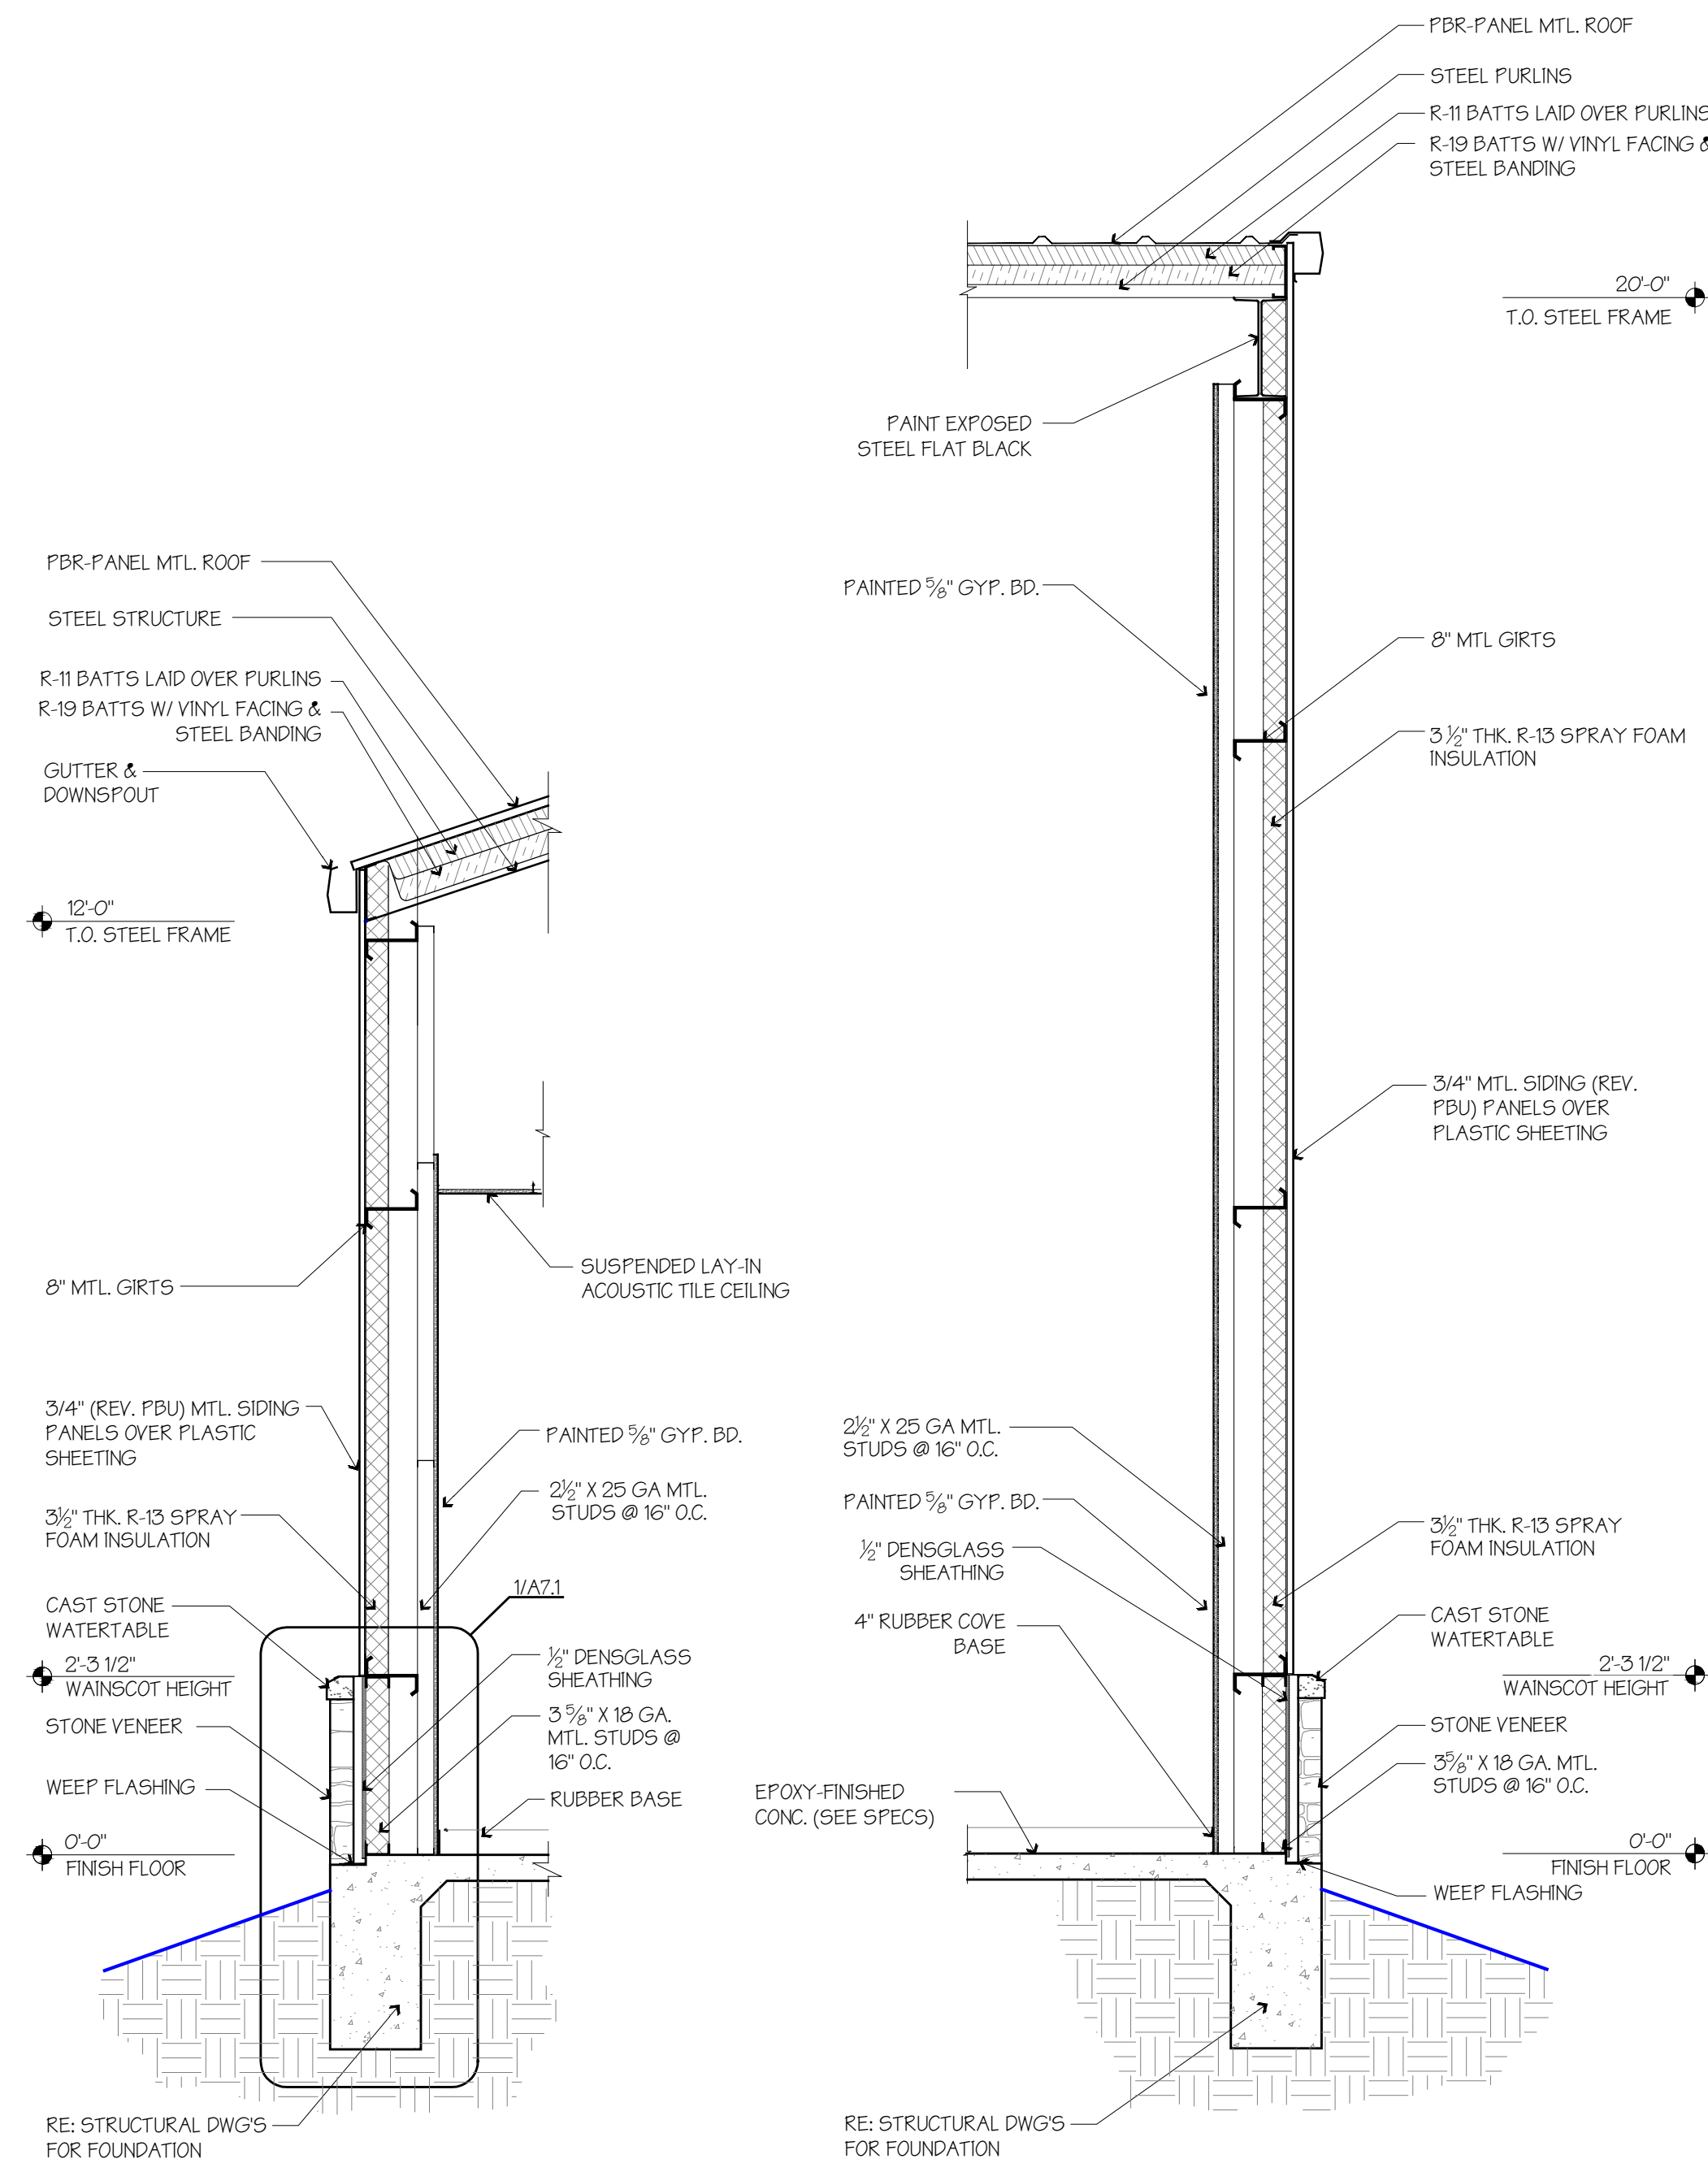 PBR-PANEL MTL. ROOF
STEEL STRUCTURE
R-11 BATTS LAID OVER PURLINS
R-19 BATTS W/ VINYL FACING &
STEEL BANDING
GUTTER &
DOWNSPOUT
12'-0"
T.O. STEEL FRAME
SUSPENDED LAY-IN
ACOUSTIC TILE CEILING
8" MTL. GIRTS
3/4" (REV. PBU) MTL. SIDING
PANELS OVER PLASTIC
SHEETING
PAINTED 5/8" GYP. BD.
2½" X 25 GA MTL.
STUDS @ 16" O.C.
3½" THK. R-13 SPRAY
FOAM INSULATION
1/A7.1
CAST STONE
WATERTABLE
½" DENSGLASS
SHEATHING
2'-3 1/2"
WAINSCOT HEIGHT
3 5/8" X 18 GA.
MTL. STUDS @
16" O.C.
STONE VENEER
WEEP FLASHING
RUBBER BASE
0'-0"
FINISH FLOOR
RE: STRUCTURAL DWG'S
FOR FOUNDATION
PBR-PANEL MTL. ROOF
STEEL PURLINS
R-11 BATTS LAID OVER PURLINS
R-19 BATTS W/ VINYL FACING &
STEEL BANDING
20'-0"
T.O. STEEL FRAME
PAINT EXPOSED
STEEL FLAT BLACK
PAINTED 5/8" GYP. BD.
8" MTL GIRTS
3 ½" THK. R-13 SPRAY FOAM
INSULATION
3/4" MTL. SIDING (REV.
PBU) PANELS OVER
PLASTIC SHEETING
2½" X 25 GA MTL.
STUDS @ 16" O.C.
PAINTED 5/8" GYP. BD.
½" DENSGLASS
SHEATHING
3½" THK. R-13 SPRAY
FOAM INSULATION
4" RUBBER COVE
BASE
CAST STONE
WATERTABLE
2'-3 1/2"
WAINSCOT HEIGHT
STONE VENEER
3 5/8" X 18 GA. MTL.
STUDS @ 16" O.C.
EPOXY-FINISHED
CONC. (SEE SPECS)
0'-0"
FINISH FLOOR
WEEP FLASHING
RE: STRUCTURAL DWG'S
FOR FOUNDATION